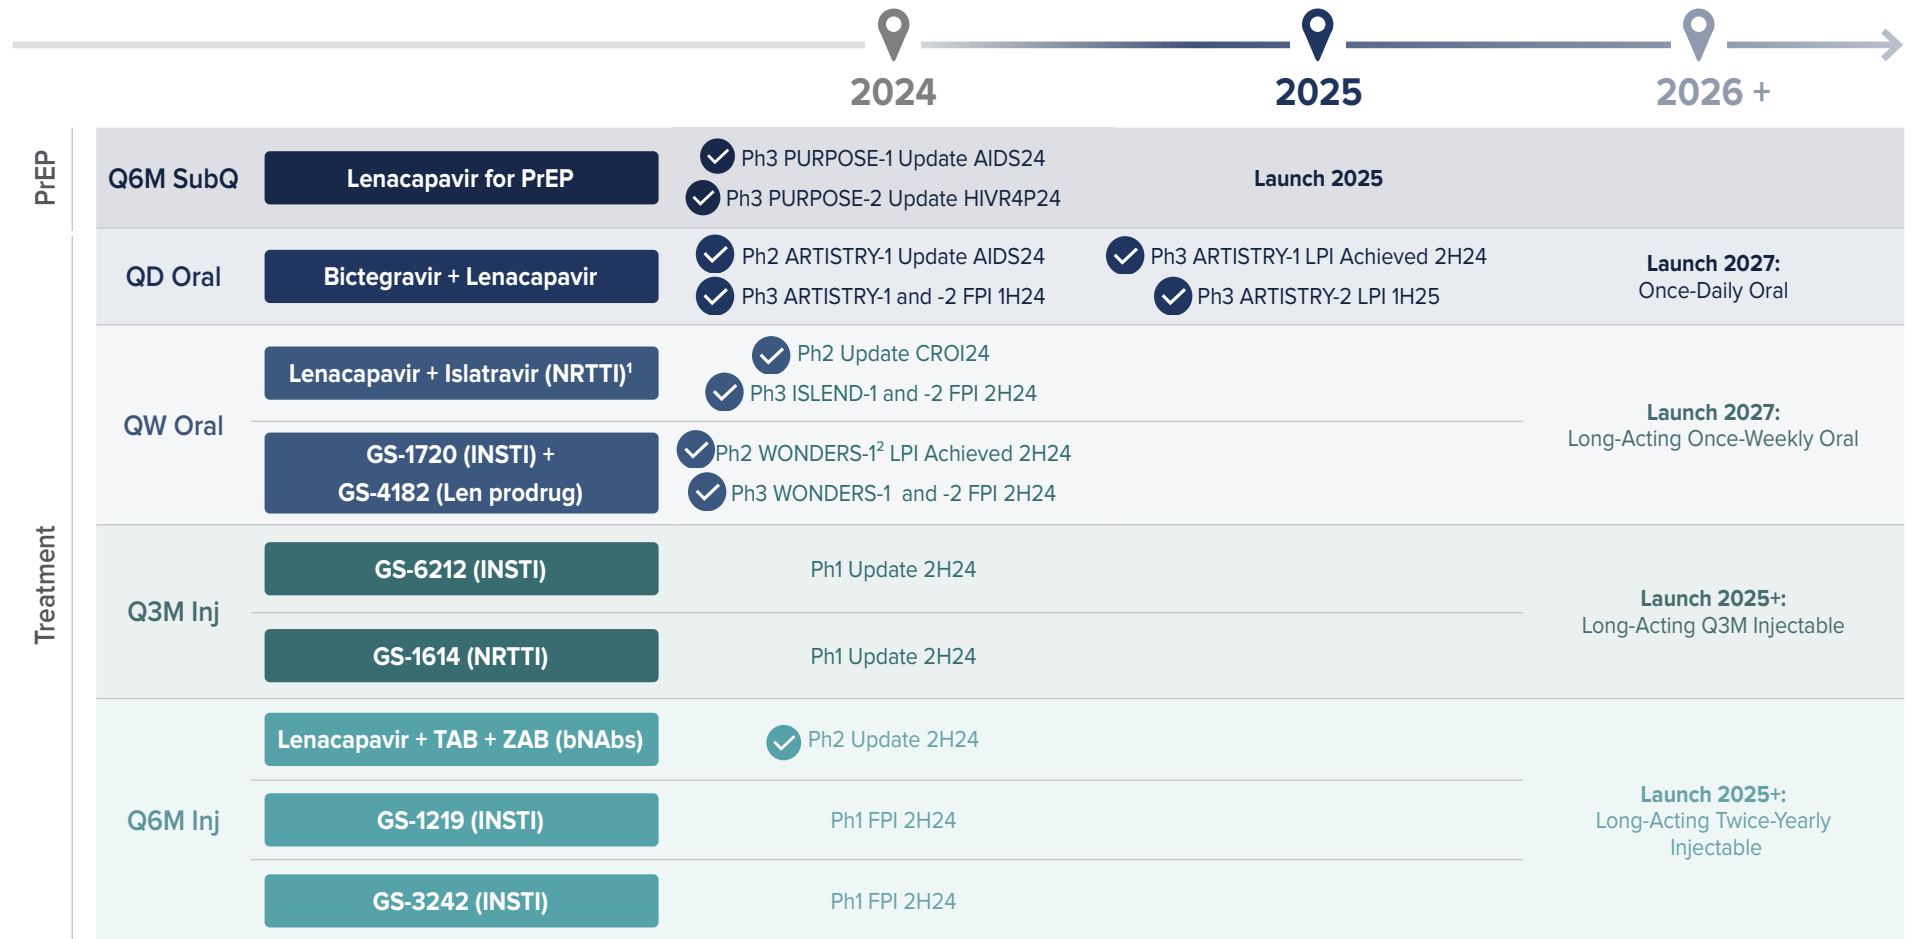 2024
2025
2026 +
PrEP
Q6M SubQ
Lenacapavir for PrEP
Ph3 PURPOSE-1 Update AIDS24
Ph3 PURPOSE-2 Update HIVR4P24
Launch 2025
Treatment
QD Oral
Bictegravir + Lenacapavir
Ph2 ARTISTRY-1 Update AIDS24
Ph3 ARTISTRY-1 and -2 FPI 1H24
Ph3 ARTISTRY-1 LPI Achieved 2H24
Ph3 ARTISTRY-2 LPI 1H25
Launch 2027:
Once-Daily Oral
QW Oral
Lenacapavir + Islatravir (NRTTI)¹
Ph2 Update CROI24
Ph3 ISLEND-1 and -2 FPI 2H24
GS-1720 (INSTI) +
GS-4182 (Len prodrug)
Ph2 WONDERS-1² LPI Achieved 2H24
Ph3 WONDERS-1 and -2 FPI 2H24
Launch 2027:
Long-Acting Once-Weekly Oral
Q3M Inj
GS-6212 (INSTI)
Ph1 Update 2H24
GS-1614 (NRTTI)
Ph1 Update 2H24
Launch 2025+:
Long-Acting Q3M Injectable
Q6M Inj
Lenacapavir + TAB + ZAB (bNAbs)
Ph2 Update 2H24
GS-1219 (INSTI)
Ph1 FPI 2H24
GS-3242 (INSTI)
Ph1 FPI 2H24
Launch 2025+:
Long-Acting Twice-Yearly
Injectable